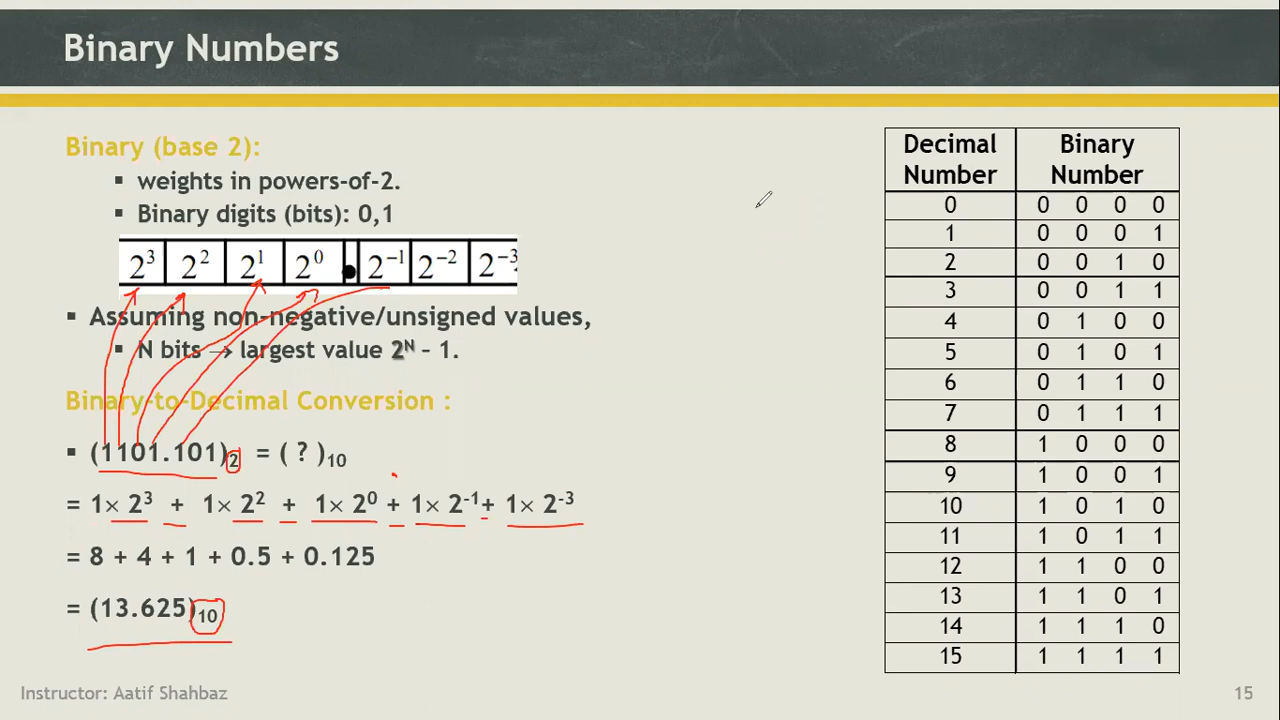 Binary Numbers
Binary (base 2):
▪ weights in powers-of-2.
▪ Binary digits (bits): 0,1
2³ 2² 2¹ 2⁰ . 2⁻¹ 2⁻² 2⁻³
▪ Assuming non-negative/unsigned values,
▪ N bits → largest value 2ᴺ – 1.
Binary-to-Decimal Conversion :
▪ (1101.101)₂ = ( ? )₁₀
= 1× 2³ + 1× 2² + 1× 2⁰ + 1× 2⁻¹+ 1× 2⁻³
= 8 + 4 + 1 + 0.5 + 0.125
= (13.625)₁₀
Decimal Number Binary Number
0 0 0 0 0
1 0 0 0 1
2 0 0 1 0
3 0 0 1 1
4 0 1 0 0
5 0 1 0 1
6 0 1 1 0
7 0 1 1 1
8 1 0 0 0
9 1 0 0 1
10 1 0 1 0
11 1 0 1 1
12 1 1 0 0
13 1 1 0 1
14 1 1 1 0
15 1 1 1 1
Instructor: Aatif Shahbaz
15